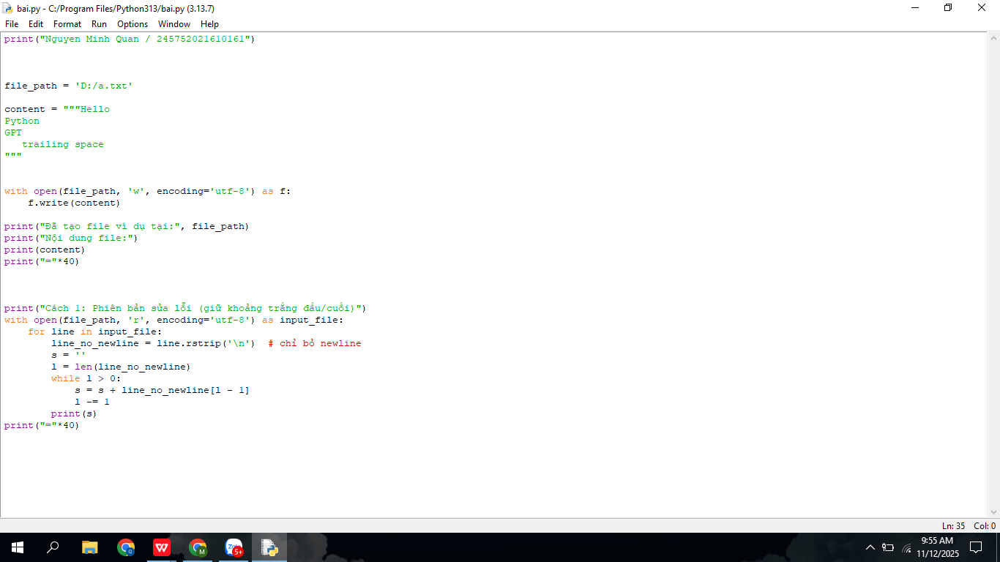 bai.py - C:/Program Files/Python313/bai.py (3.13.7)
File Edit Format Run Options Window Help
print("Nguyen Minh Quan / 245752021610161")
file_path = 'D:/a.txt'
content = """Hello
Python
GPT
   trailing space
"""
with open(file_path, 'w', encoding='utf-8') as f:
    f.write(content)
print("Đã tạo file ví dụ tại:", file_path)
print("Nội dung file:")
print(content)
print("="*40)
print("Cách 1: Phiên bản sửa lỗi (giữ khoảng trắng đầu/cuối)")
with open(file_path, 'r', encoding='utf-8') as input_file:
    for line in input_file:
        line_no_newline = line.rstrip('\n')  # chỉ bỏ newline
        s = ''
        l = len(line_no_newline)
        while l > 0:
            s = s + line_no_newline[l - 1]
            l -= 1
        print(s)
print("="*40)
Ln: 35 Col: 0
Zalo
5+
9:55 AM
11/12/2025